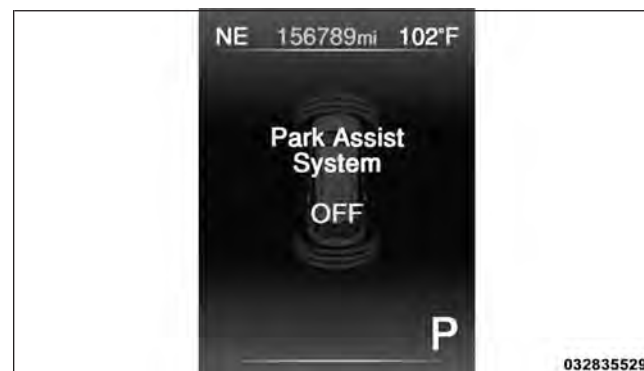 NE 156789mi 102°F
Park Assist
System
OFF
P
032835529